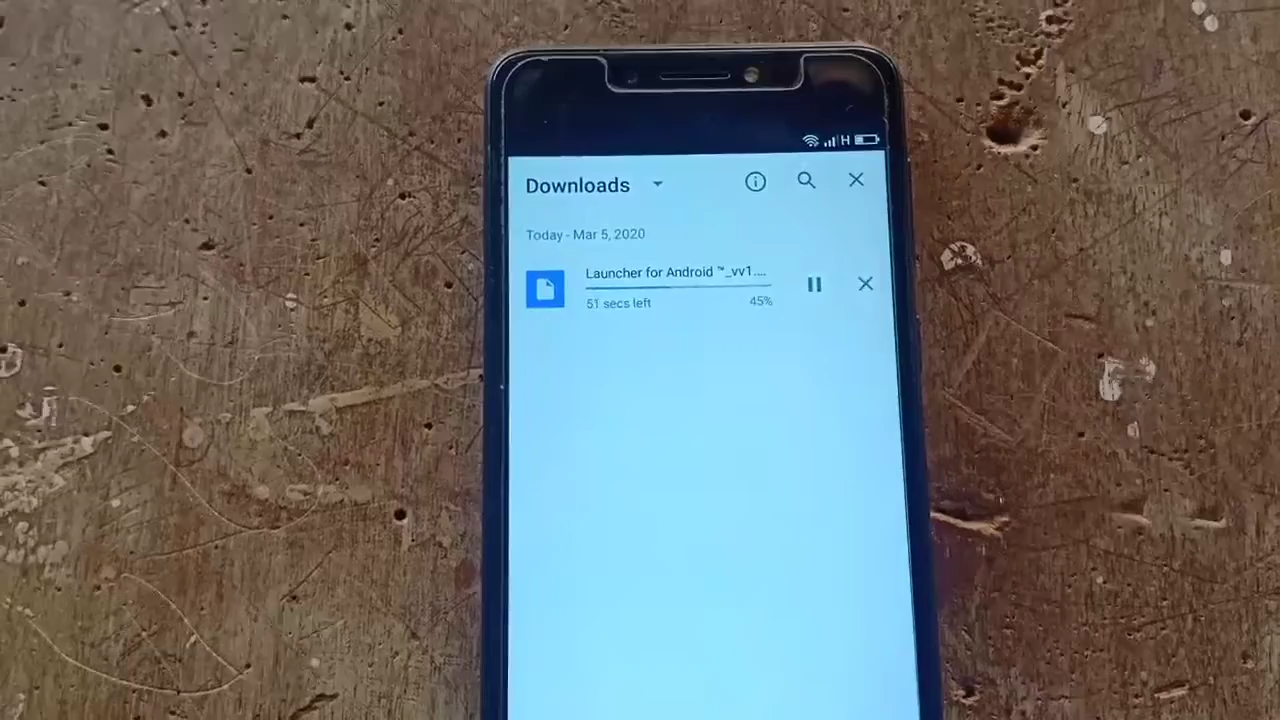 H
Downloads
Today - Mar 5, 2020
Launcher for Android ™_vv1....
51 secs left 45%